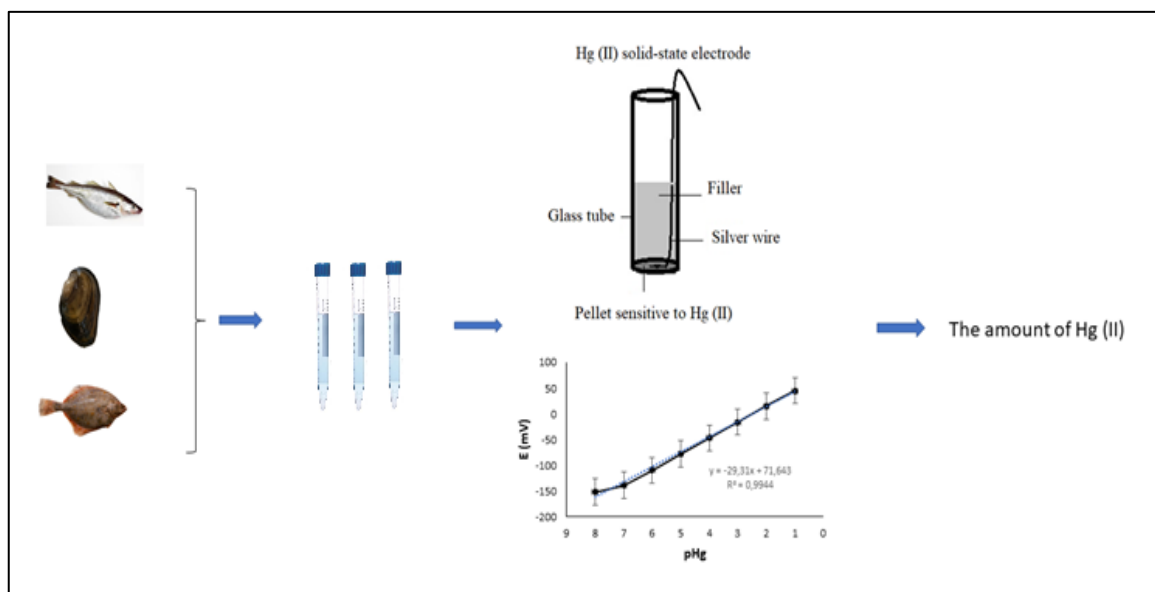 Hg (II) solid-state electrode
Filler
Glass tube
Silver wire
Pellet sensitive to Hg (II)
The amount of Hg (II)
100
50
0
-50
-100
-150
-200
E (mV)
y = -29,31x + 71,643
R² = 0,9944
9 8 7 6 5 4 3 2 1 0
pHg